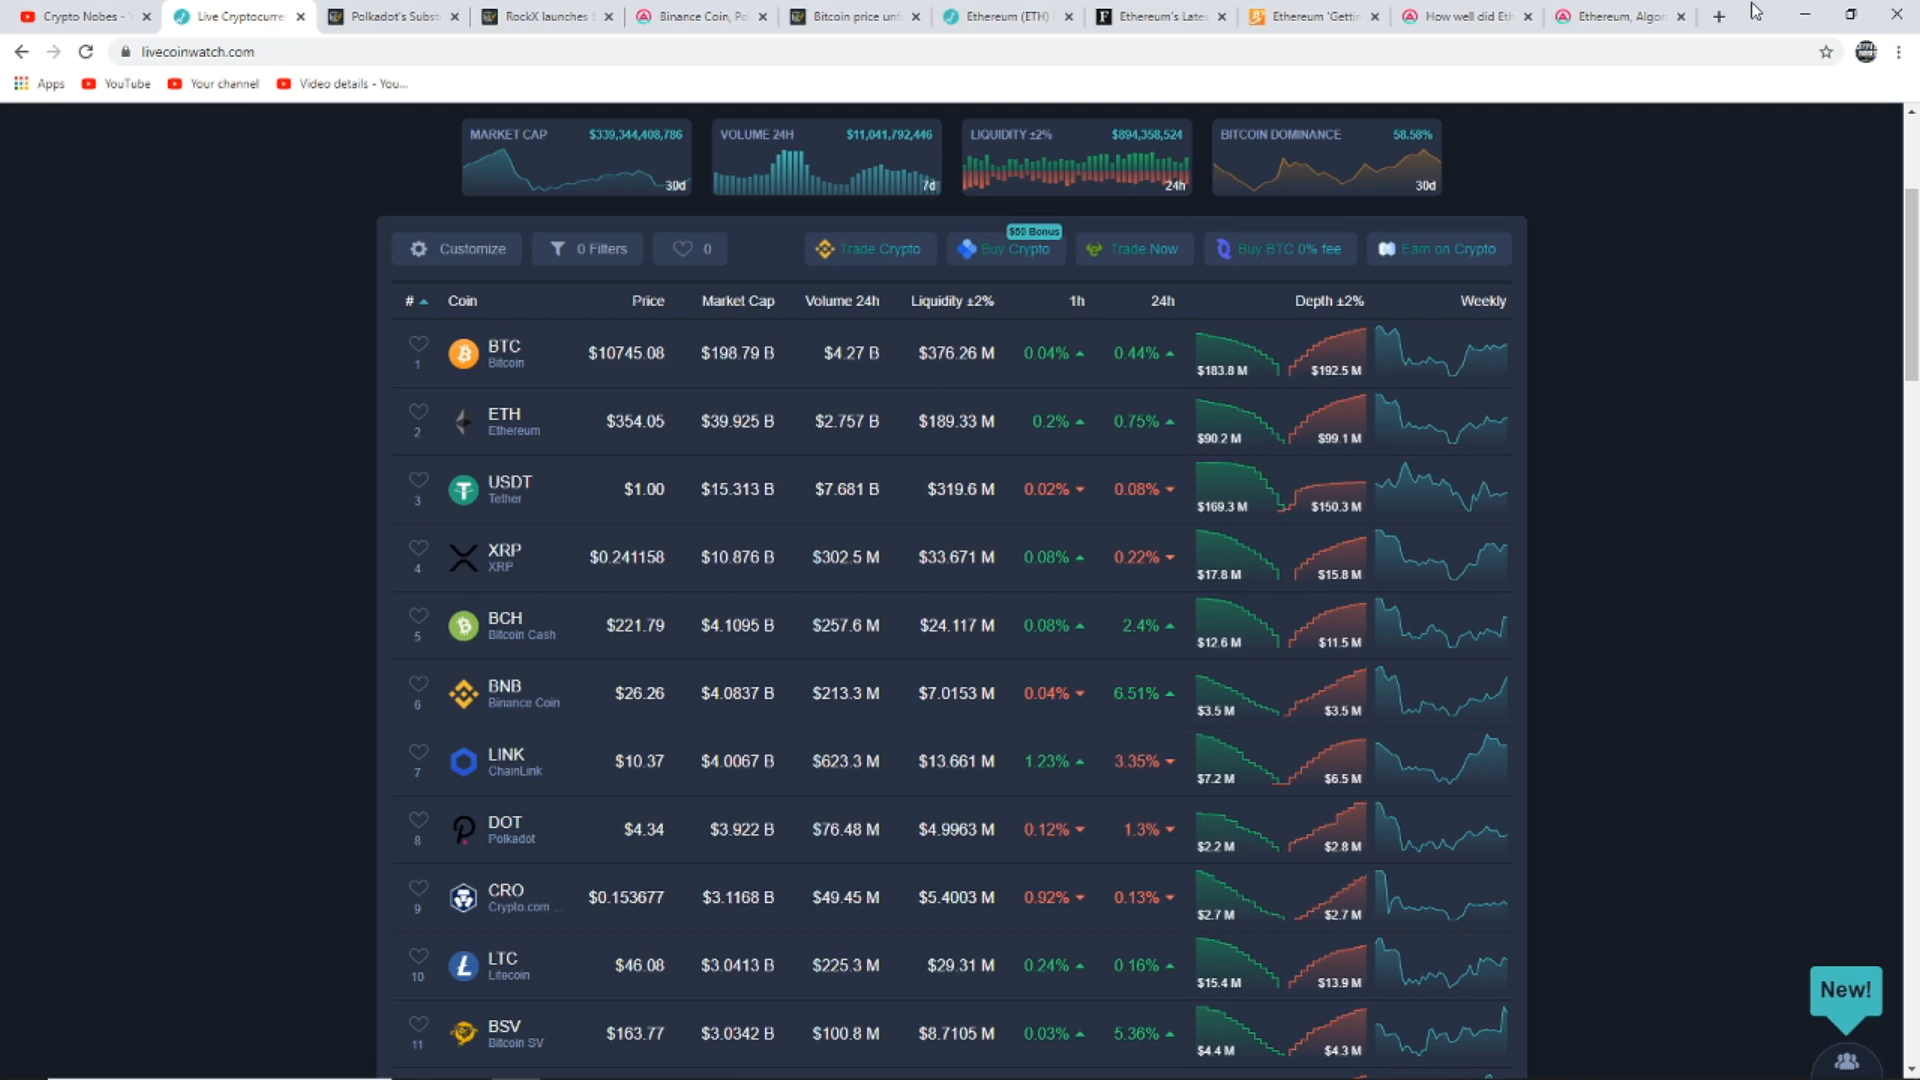 Crypto Nobes -
Live Cryptocurre
Polkadot's Subst
RockX launches
Binance Coin, Po
Bitcoin price unf
Ethereum (ETH)
Ethereum's Late
Ethereum 'Gettir
How well did Eth
Ethereum, Algor
livecoinwatch.com
Apps
YouTube
Your channel
Video details - You...
MARKET CAP $339,344,408,786
30d
VOLUME 24H $11,041,792,446
7d
LIQUIDITY ±2% $894,358,524
24h
BITCOIN DOMINANCE 58.58%
30d
$50 Bonus
Customize 0 Filters 0 Trade Crypto Buy Crypto Trade Now Buy BTC 0% fee Earn on Crypto
# Coin Price Market Cap Volume 24h Liquidity ±2% 1h 24h Depth ±2% Weekly
1 BTC Bitcoin $10745.08 $198.79 B $4.27 B $376.26 M 0.04% 0.44% $183.8 M $192.5 M
2 ETH Ethereum $354.05 $39.925 B $2.757 B $189.33 M 0.2% 0.75% $90.2 M $99.1 M
3 USDT Tether $1.00 $15.313 B $7.681 B $319.6 M 0.02% 0.08% $169.3 M $150.3 M
4 XRP XRP $0.241158 $10.876 B $302.5 M $33.671 M 0.08% 0.22% $17.8 M $15.8 M
5 BCH Bitcoin Cash $221.79 $4.1095 B $257.6 M $24.117 M 0.08% 2.4% $12.6 M $11.5 M
6 BNB Binance Coin $26.26 $4.0837 B $213.3 M $7.0153 M 0.04% 6.51% $3.5 M $3.5 M
7 LINK ChainLink $10.37 $4.0067 B $623.3 M $13.661 M 1.23% 3.35% $7.2 M $6.5 M
8 DOT Polkadot $4.34 $3.922 B $76.48 M $4.9963 M 0.12% 1.3% $2.2 M $2.8 M
9 CRO Crypto.com ... $0.153677 $3.1168 B $49.45 M $5.4003 M 0.92% 0.13% $2.7 M $2.7 M
10 LTC Litecoin $46.08 $3.0413 B $225.3 M $29.31 M 0.24% 0.16% $15.4 M $13.9 M
11 BSV Bitcoin SV $163.77 $3.0342 B $100.8 M $8.7105 M 0.03% 5.36% $4.4 M $4.3 M
New!